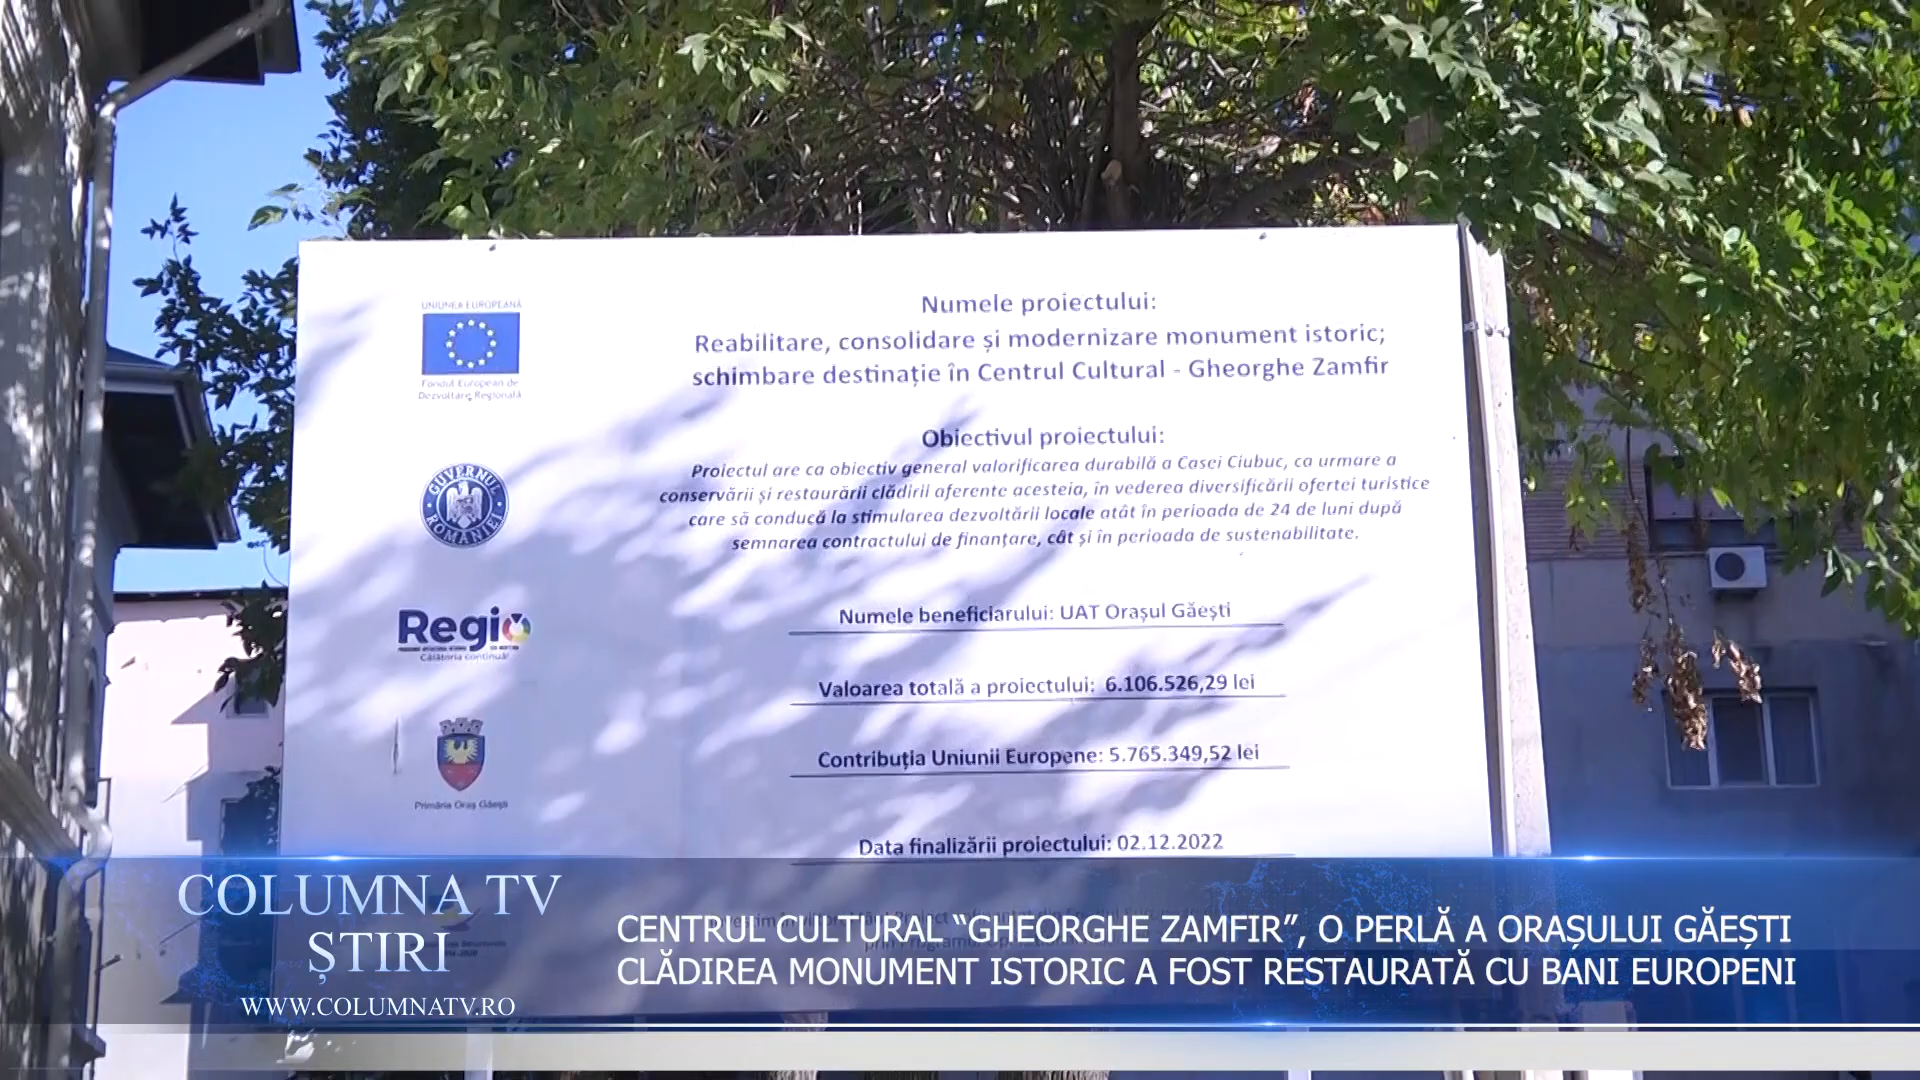 UNIUNEA EUROPEANĂ
Fondul European de
Dezvoltare Regională
GUVERNUL
ROMÂNIEI
Regio
Călătoria continuă!
Primăria Oraș Găești
Numele proiectului:
Reabilitare, consolidare și modernizare monument istoric;
schimbare destinație în Centrul Cultural - Gheorghe Zamfir
Obiectivul proiectului:
Proiectul are ca obiectiv general valorificarea durabilă a Casei Ciubuc, ca urmare a
conservării și restaurării clădirii aferente acesteia, în vederea diversificării ofertei turistice
care să conducă la stimularea dezvoltării locale atât în perioada de 24 de luni după
semnarea contractului de finanțare, cât și în perioada de sustenabilitate.
Numele beneficiarului: UAT Orașul Găești
Valoarea totală a proiectului: 6.106.526,29 lei
Contribuția Uniunii Europene: 5.765.349,52 lei
Data finalizării proiectului: 02.12.2022
COLUMNA TV
ȘTIRI
WWW.COLUMNATV.RO
CENTRUL CULTURAL “GHEORGHE ZAMFIR”, O PERLĂ A ORAȘULUI GĂEȘTI
CLĂDIREA MONUMENT ISTORIC A FOST RESTAURATĂ CU BANI EUROPENI